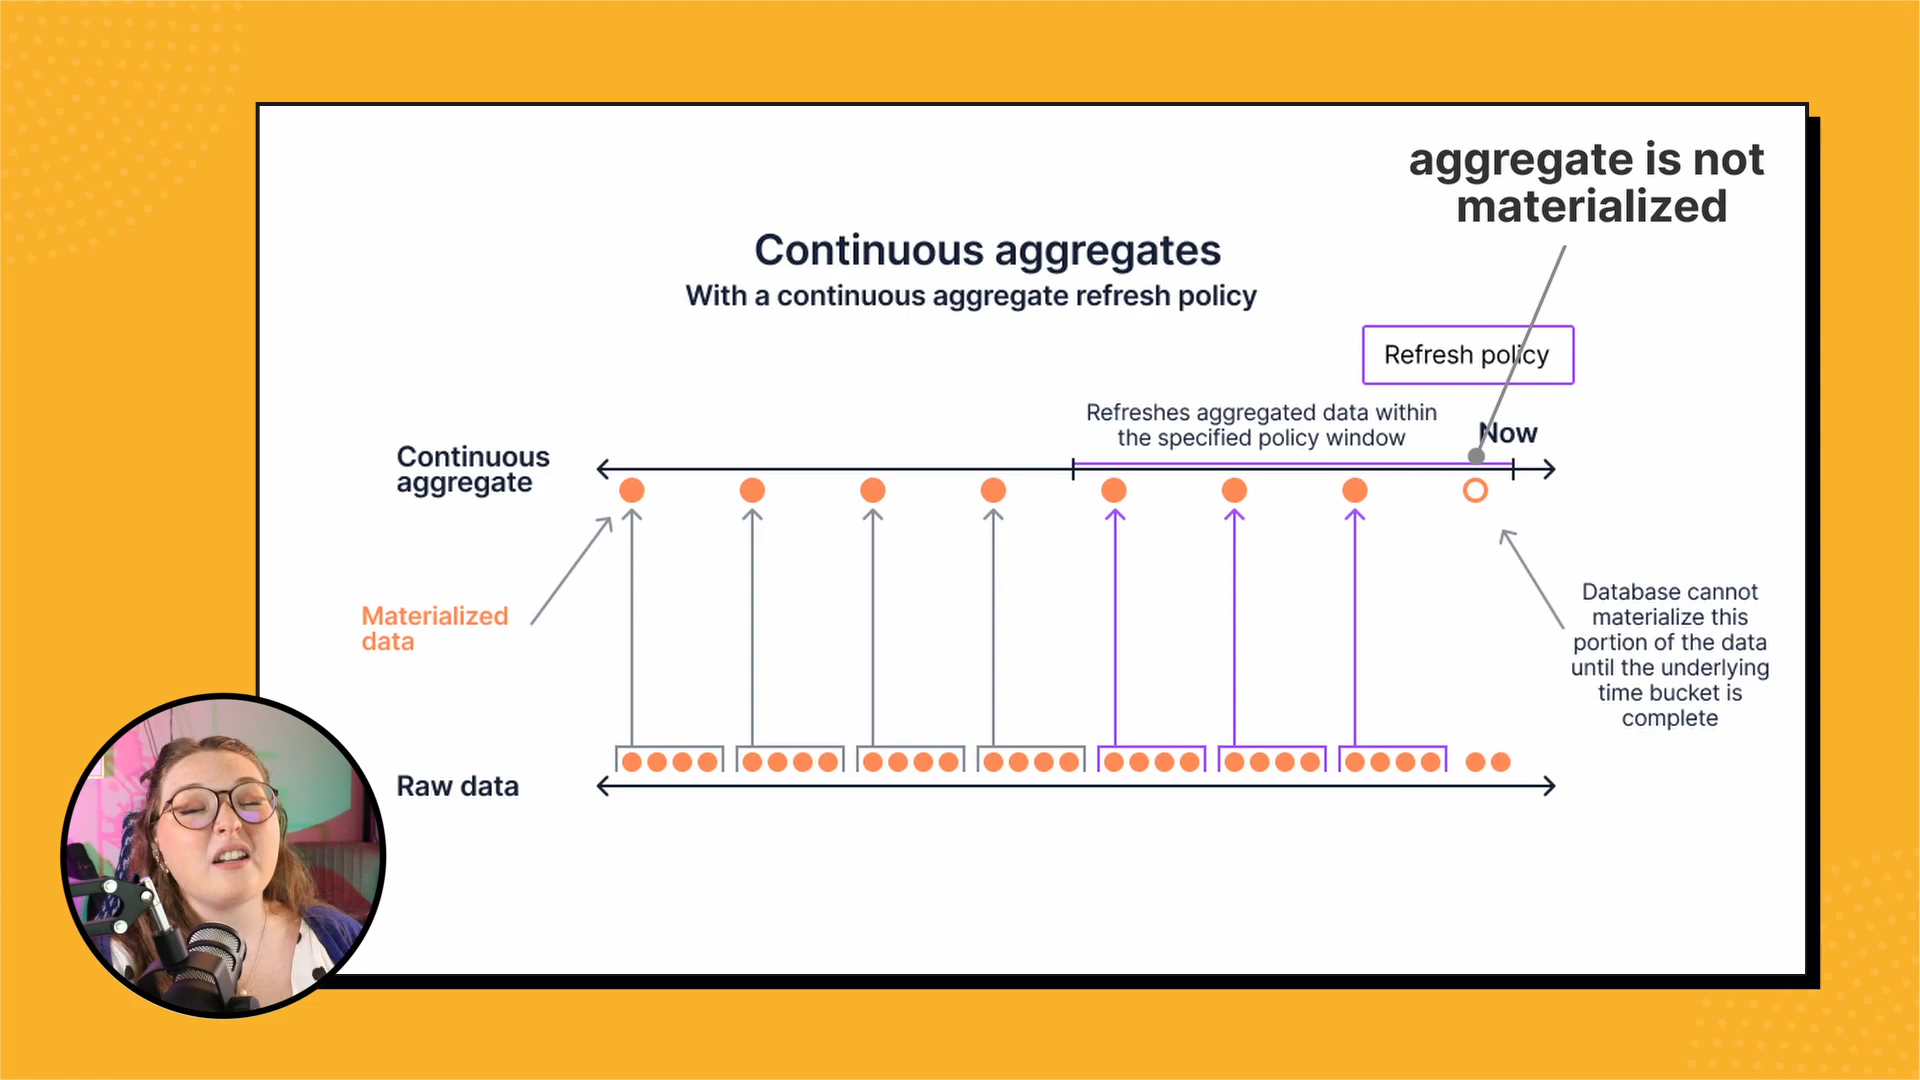 aggregate is not
materialized
Continuous aggregates
With a continuous aggregate refresh policy
Refresh policy
Refreshes aggregated data within
the specified policy window
Now
Continuous
aggregate
Materialized
data
Database cannot
materialize this
portion of the data
until the underlying
time bucket is
complete
Raw data